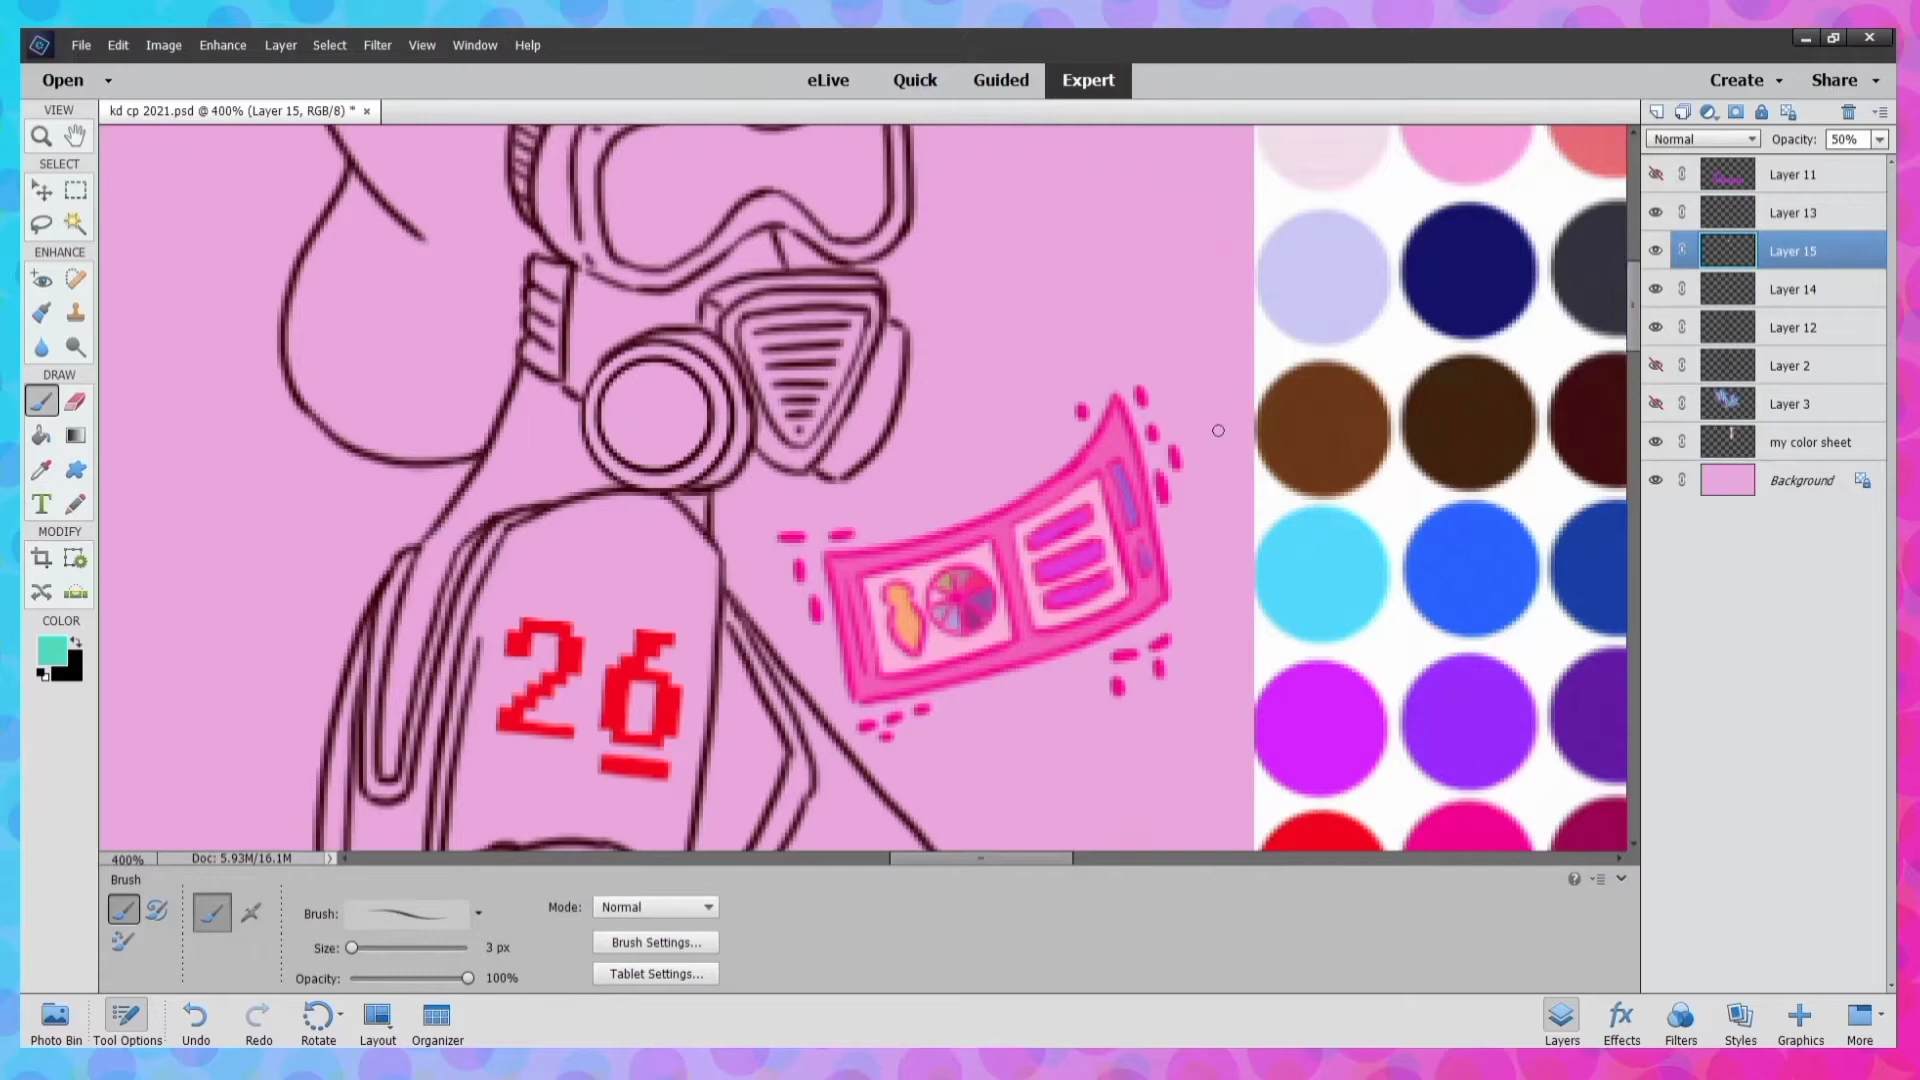 File Edit Image Enhance Layer Select Filter View Window Help
Open eLive Quick Guided Expert Create Share
VIEW
kd cp 2021.psd @ 400% (Layer 15, RGB/8) * ×
Normal Opacity: 50%
SELECT
Layer 11
Layer 13
ENHANCE
Layer 15
Layer 14
Layer 12
DRAW
Layer 2
Layer 3
my color sheet
Background
T
MODIFY
COLOR
26
400% Doc: 5.93M/16.1M
Brush
Brush: Mode: Normal
Size: 3 px Brush Settings...
Opacity: 100% Tablet Settings...
Photo Bin Tool Options Undo Redo Rotate Layout Organizer fx Layers Effects Filters Styles Graphics More